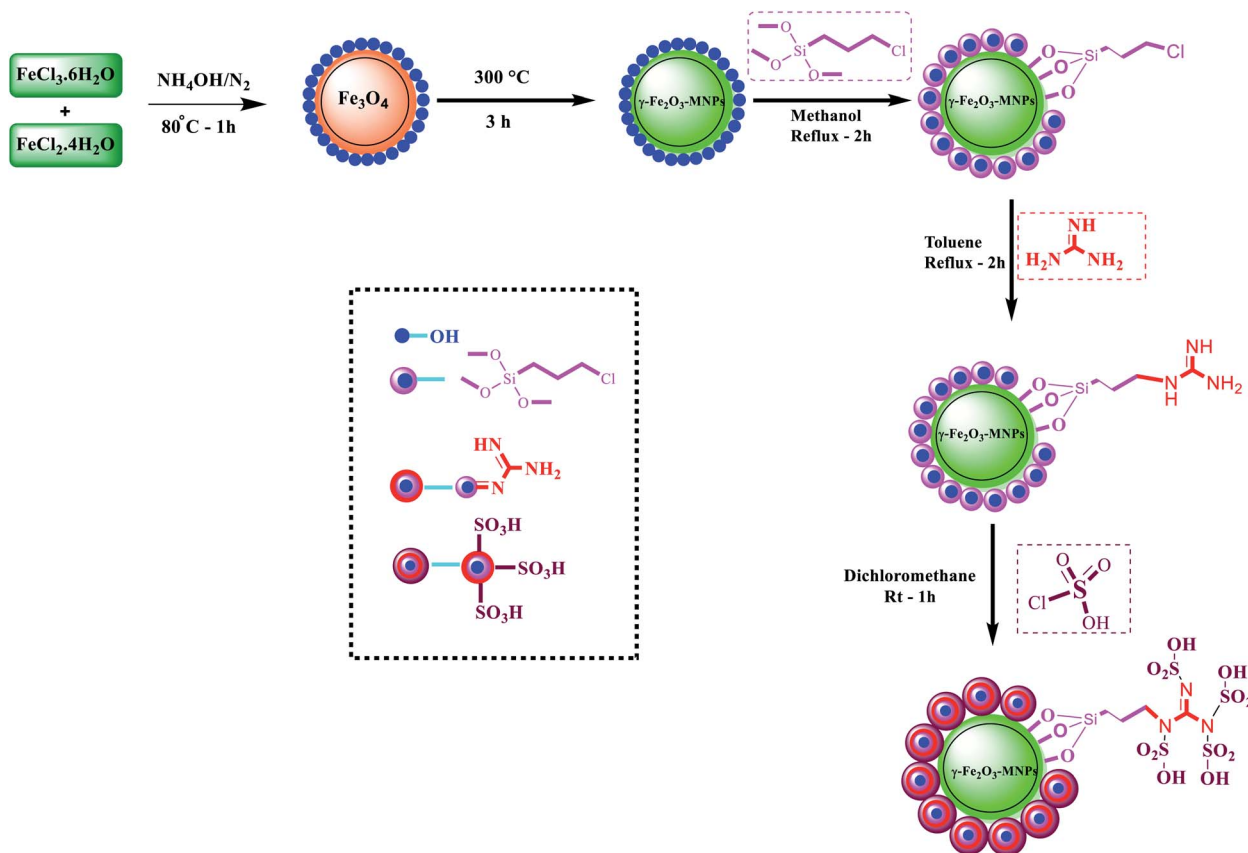 FeCl3.6H2O
+
FeCl2.4H2O
NH4OH/N2
80°C - 1h
Fe3O4
300 °C
3 h
γ-Fe2O3-MNPs
O
O
O
Si
Cl
Methanol
Reflux - 2h
γ-Fe2O3-MNPs
O
O
O
Si
Cl
Toluene
Reflux - 2h
NH
H2N
NH2
γ-Fe2O3-MNPs
O
O
O
Si
N
H
NH
NH2
OH
O
O
O
Si
Cl
HN
NH2
N
SO3H
SO3H
SO3H
Dichloromethane
Rt - 1h
O
O
S
Cl
OH
γ-Fe2O3-MNPs
O
O
O
Si
OH
O2S
N
OH
SO2
N
N
SO2
OH
O2S
OH